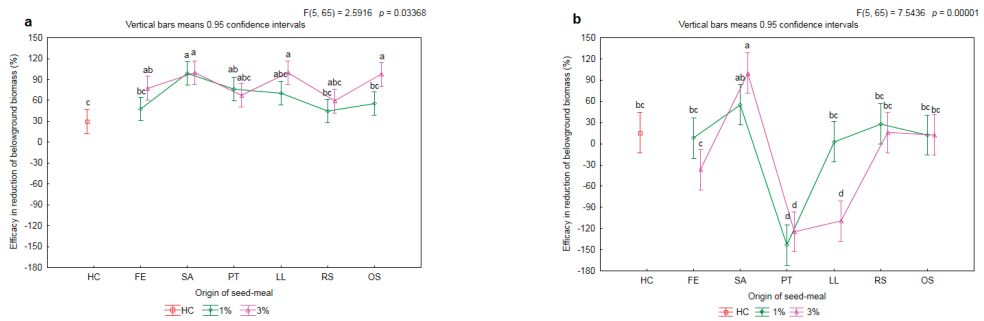 a
F(5, 65) = 2.5916 p = 0.03368
Vertical bars means 0.95 confidence intervals
Efficacy in reduction of belowground biomass (%)
150
120
90
60
30
0
-30
-60
-90
-120
-150
-180
c
bc
ab
a
a
ab
abc
abc
a
bc
abc
bc
a
HC FE SA PT LL RS OS
Origin of seed-meal
HC 1% 3%
b
F(5, 65) = 7.5436 p = 0.00001
Vertical bars means 0.95 confidence intervals
Efficacy in reduction of belowground biomass (%)
150
120
90
60
30
0
-30
-60
-90
-120
-150
-180
bc
bc
c
ab
a
d
d
bc
d
bc
bc
bc
bc
HC FE SA PT LL RS OS
Origin of seed-meal
HC 1% 3%